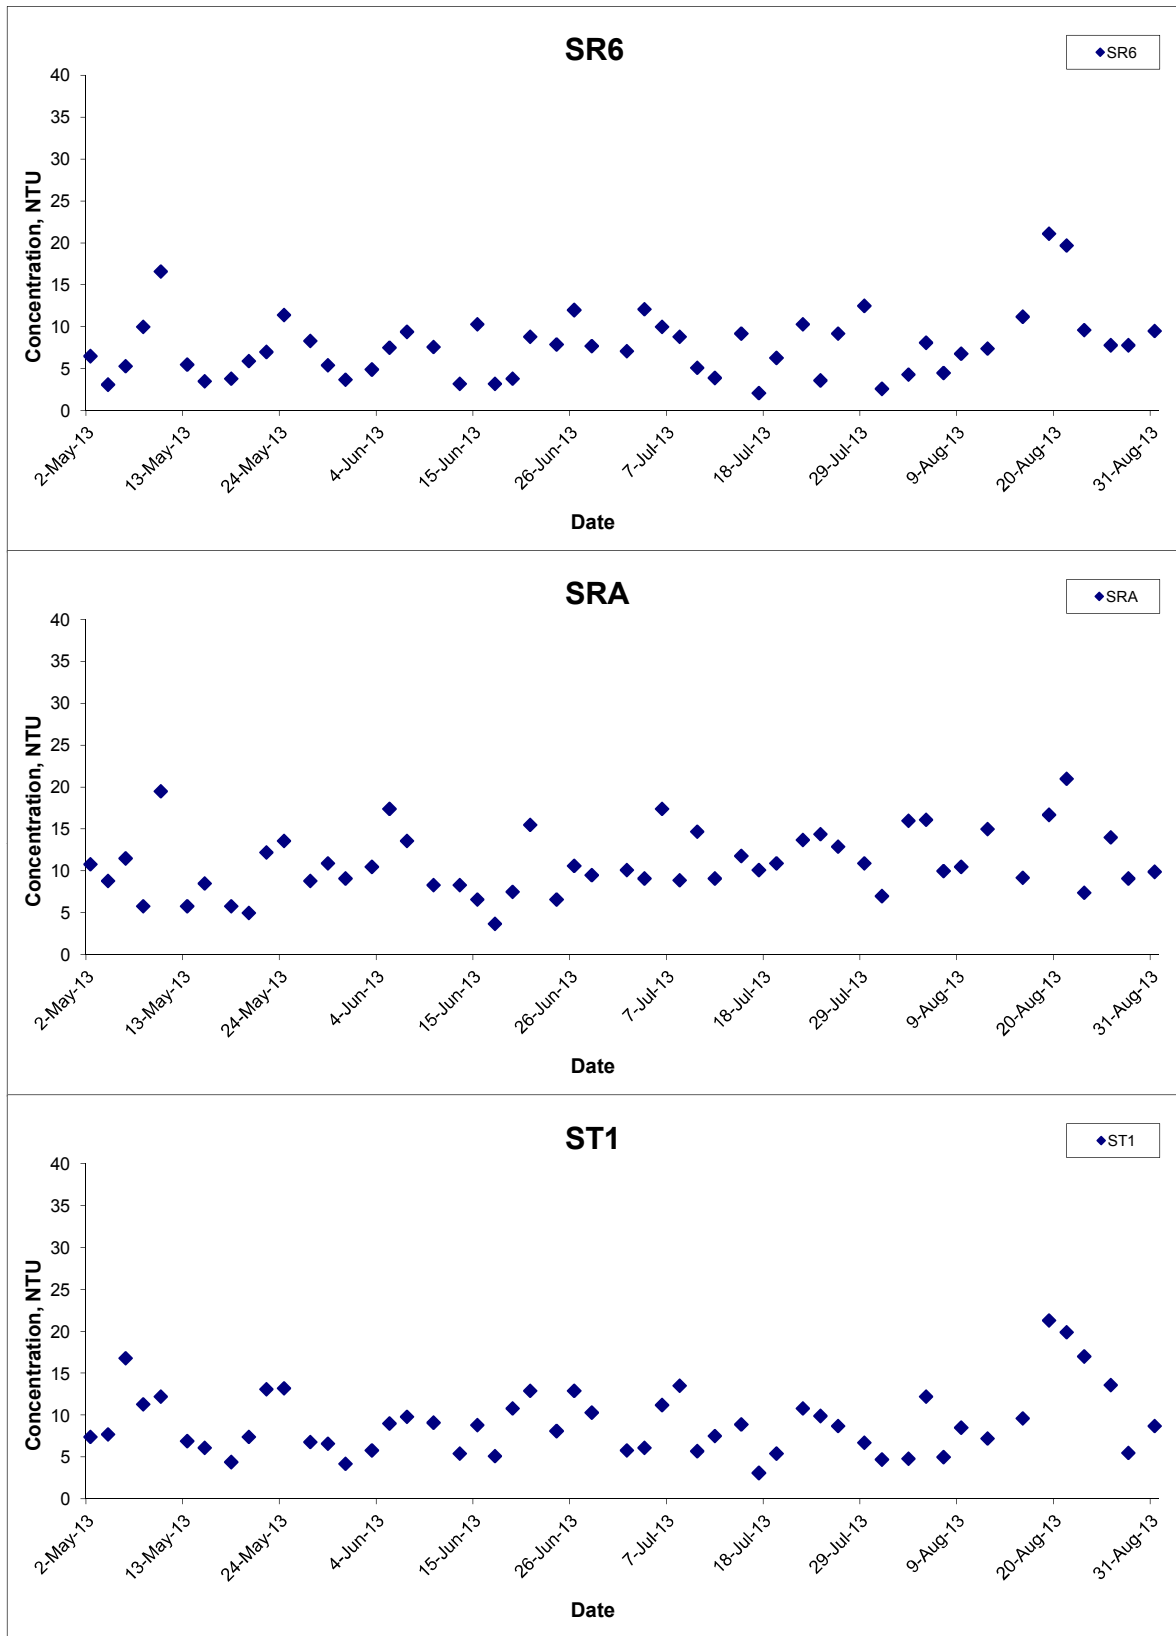 SR6
SR6
40
35
30
25
20
15
10
5
0
Concentration, NTU
2-May-13
13-May-13
24-May-13
4-Jun-13
15-Jun-13
26-Jun-13
7-Jul-13
18-Jul-13
29-Jul-13
9-Aug-13
20-Aug-13
31-Aug-13
Date
SRA
SRA
40
35
30
25
20
15
10
5
0
Concentration, NTU
2-May-13
13-May-13
24-May-13
4-Jun-13
15-Jun-13
26-Jun-13
7-Jul-13
18-Jul-13
29-Jul-13
9-Aug-13
20-Aug-13
31-Aug-13
Date
ST1
ST1
40
35
30
25
20
15
10
5
0
Concentration, NTU
2-May-13
13-May-13
24-May-13
4-Jun-13
15-Jun-13
26-Jun-13
7-Jul-13
18-Jul-13
29-Jul-13
9-Aug-13
20-Aug-13
31-Aug-13
Date